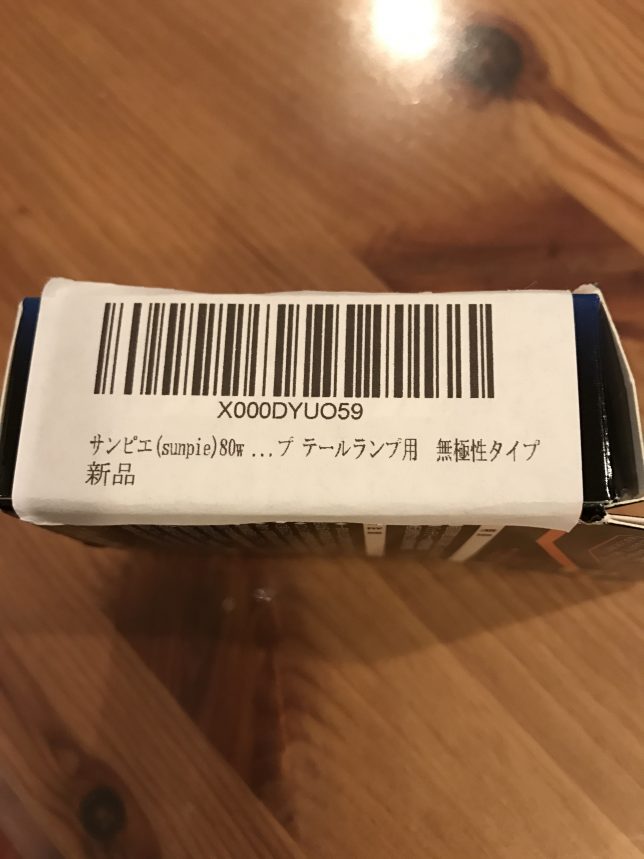 X000DYUO59
サンピエ(sunpie)80w ...プ テールランプ用　無極性タイプ
新品